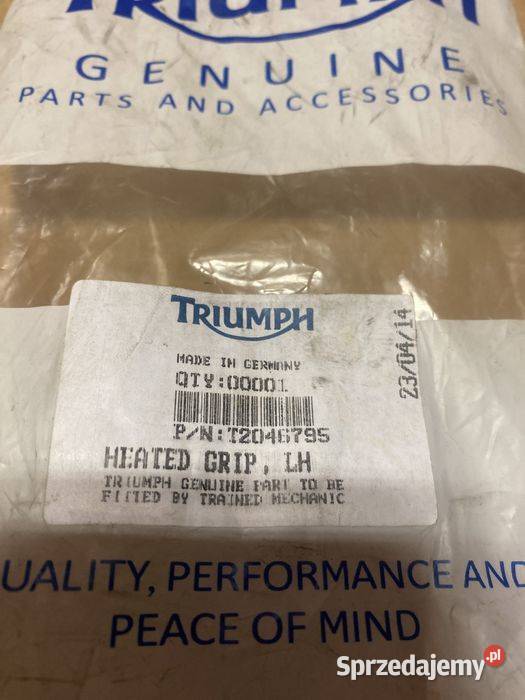 TRIUMPH
GENUINE
PARTS AND ACCESSORIES
TRIUMPH
MADE IN GERMANY
QTY:00001
23/04/14
P/N:T2046795
HEATED GRIP, LH
TRIUMPH GENUINE PART TO BE
FITTED BY TRAINED MECHANIC
UALITY, PERFORMANCE AND
PEACE OF MIND
Sprzedajemy.pl